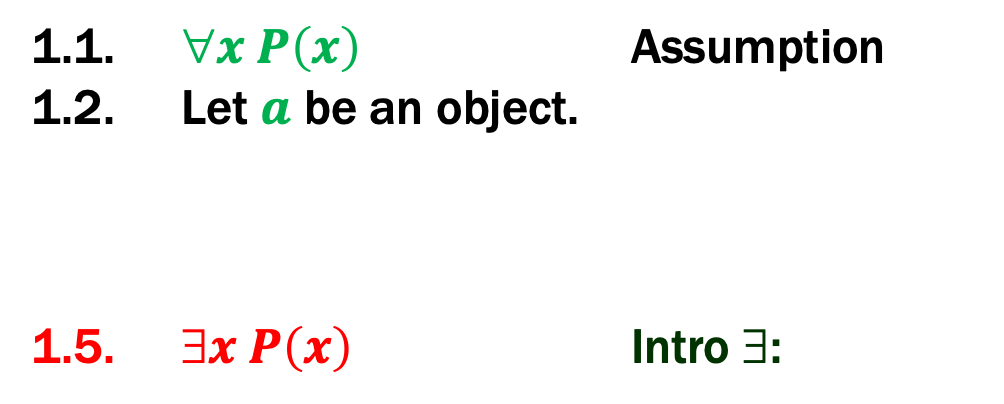 1.1. ∀x P(x) Assumption
1.2. Let a be an object.
1.5. ∃x P(x) Intro ∃: